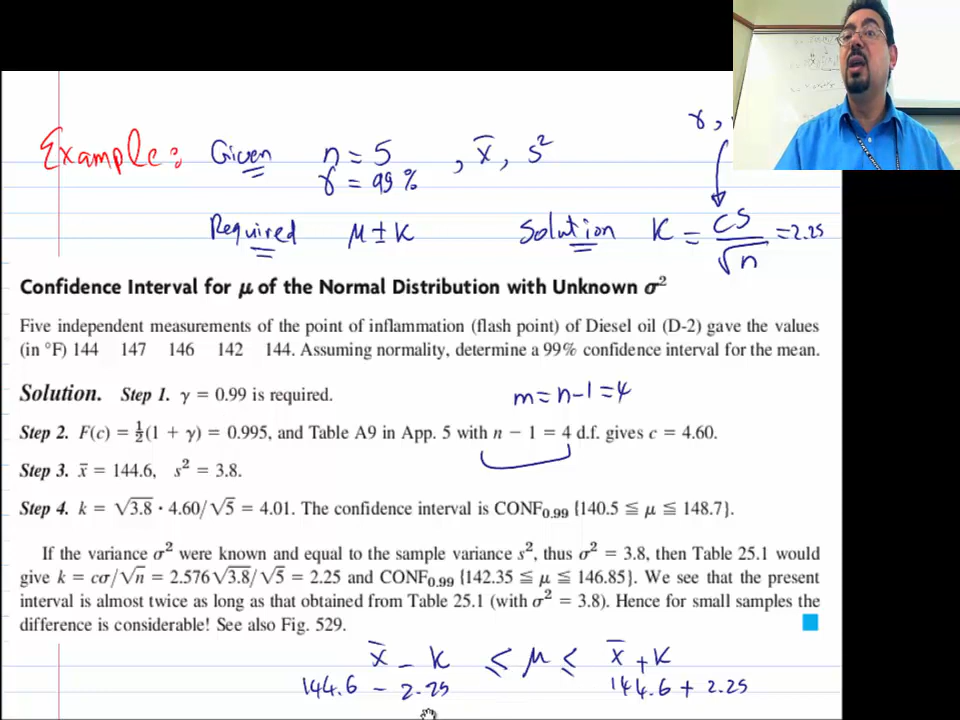 γ,
Example: Given n = 5 , x̄, s²
γ = 99 %
Required μ ± K Solution K = CS/√n = 2.25
Confidence Interval for μ of the Normal Distribution with Unknown σ²
Five independent measurements of the point of inflammation (flash point) of Diesel oil (D-2) gave the values
(in °F) 144 147 146 142 144. Assuming normality, determine a 99% confidence interval for the mean.
Solution. Step 1. γ = 0.99 is required.
m = n-1 = 4
Step 2. F(c) = ½(1 + γ) = 0.995, and Table A9 in App. 5 with n − 1 = 4 d.f. gives c = 4.60.
Step 3. x̄ = 144.6, s² = 3.8.
Step 4. k = √3.8 · 4.60/√5 = 4.01. The confidence interval is CONF₀.₉₉ {140.5 ≦ μ ≦ 148.7}.
If the variance σ² were known and equal to the sample variance s², thus σ² = 3.8, then Table 25.1 would
give k = cσ/√n = 2.576√3.8/√5 = 2.25 and CONF₀.₉₉ {142.35 ≦ μ ≦ 146.85}. We see that the present
interval is almost twice as long as that obtained from Table 25.1 (with σ² = 3.8). Hence for small samples the
difference is considerable! See also Fig. 529.
x̄ - K ≤ μ ≤ x̄ + K
144.6 - 2.25 144.6 + 2.25